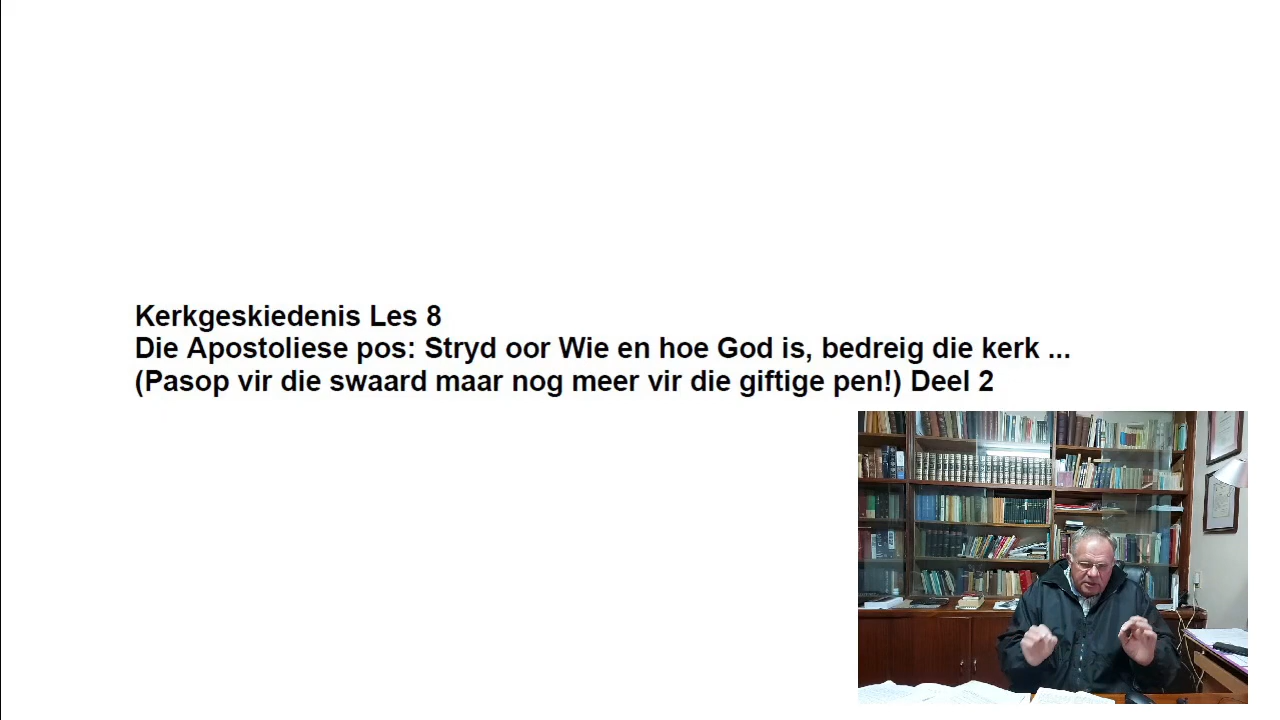 Kerkgeskiedenis Les 8
Die Apostoliese pos: Stryd oor Wie en hoe God is, bedreig die kerk ...
(Pasop vir die swaard maar nog meer vir die giftige pen!) Deel 2